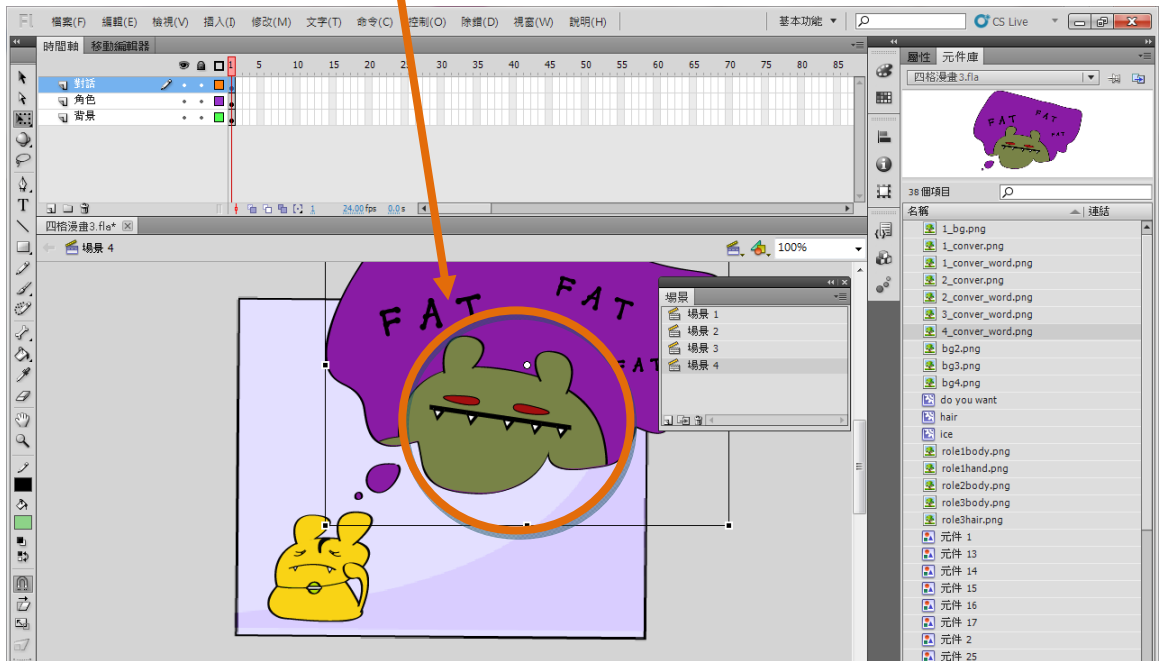 Fl 檔案(F) 編輯(E) 檢視(V) 插入(I) 修改(M) 文字(T) 命令(C) 控制(O) 除錯(D) 視窗(W) 說明(H) 基本功能 CS Live
時間軸 移動編輯器
1 5 10 15 20 25 30 35 40 45 50 55 60 65 70 75 80 85
對話
角色
背景
1 24.00 fps 0.0 s
四格漫畫3.fla*
場景 4 100%
FAT FAT
FAT
場景
場景 1
場景 2
場景 3
場景 4
屬性 元件庫
四格漫畫3.fla
FAT FAT
FAT
38 個項目
名稱 連結
1_bg.png
1_conver.png
1_conver_word.png
2_conver.png
2_conver_word.png
3_conver_word.png
4_conver_word.png
bg2.png
bg3.png
bg4.png
do you want
hair
ice
role1body.png
role1hand.png
role2body.png
role3body.png
role3hair.png
元件 1
元件 13
元件 14
元件 15
元件 16
元件 17
元件 2
元件 25